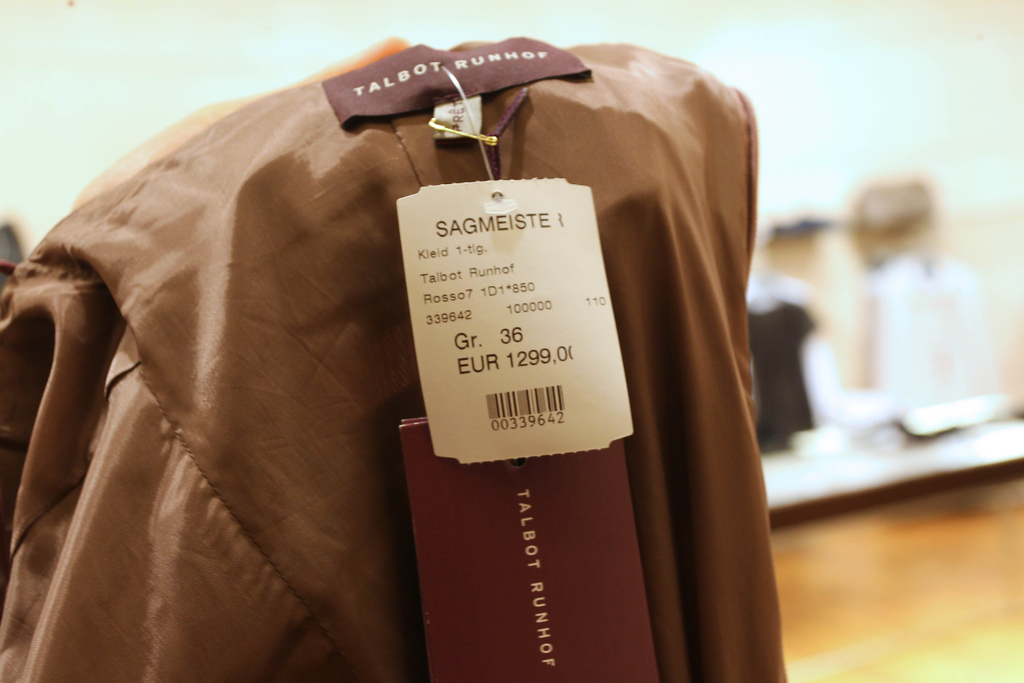 TALBOT RUNHOF
SAGMEISTE
Kleid 1-tlg.
Talbot Runhof
Rosso7 1D1*850
339642 100000 110
Gr. 36
EUR 1299,0
00339642
TALBOT RUNHOF